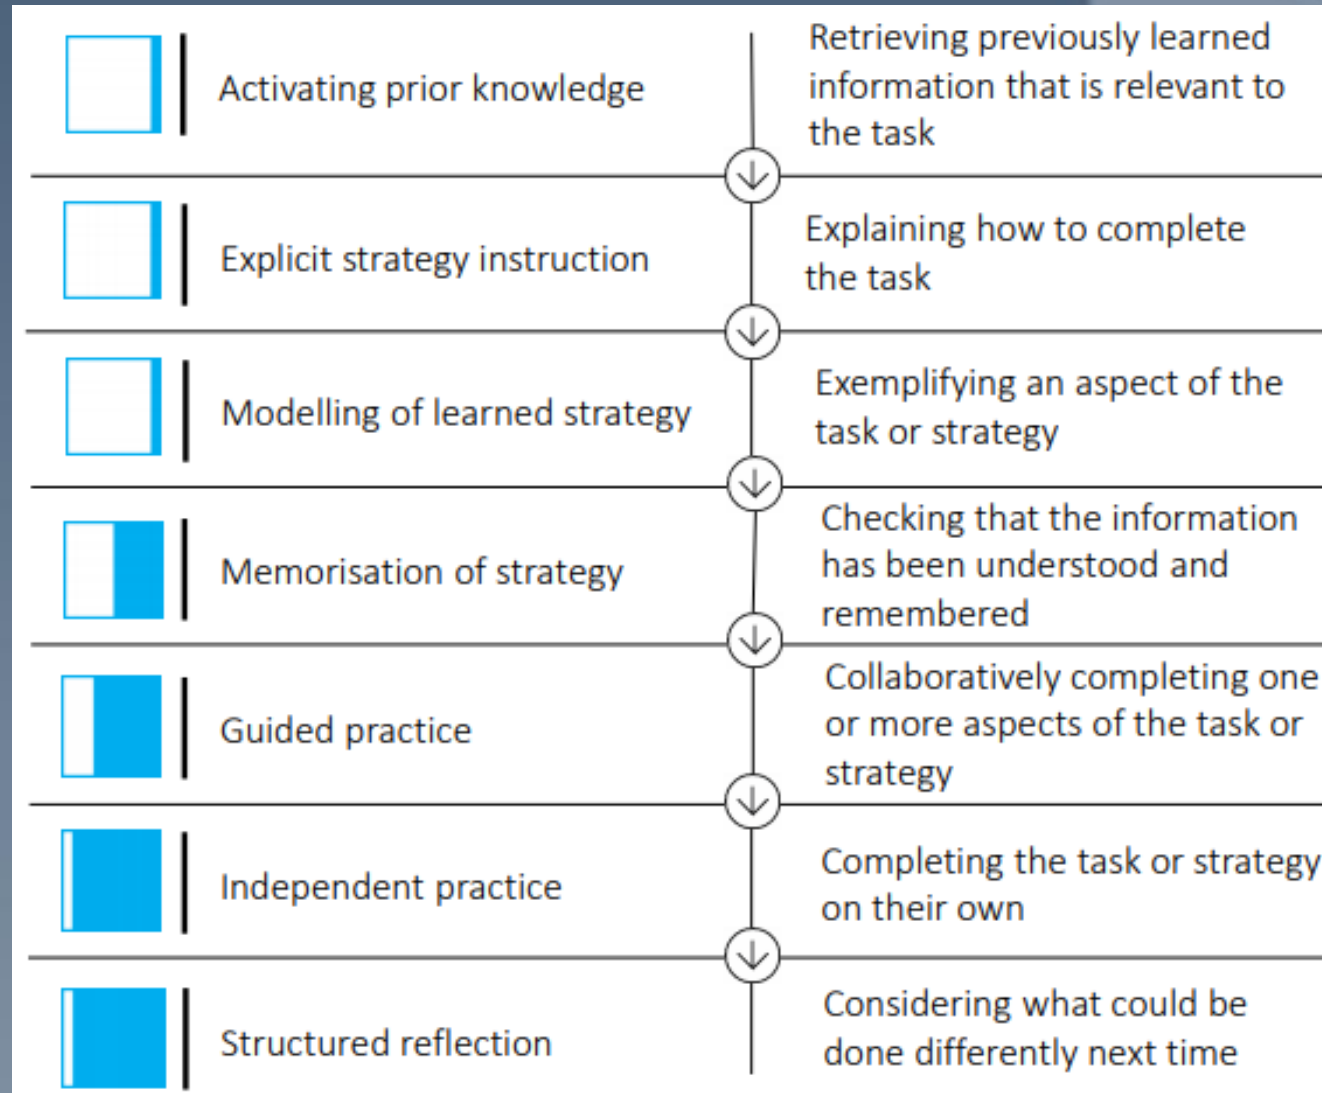 Activating prior knowledge
Retrieving previously learned
information that is relevant to
the task
Explicit strategy instruction
Explaining how to complete
the task
Modelling of learned strategy
Exemplifying an aspect of the
task or strategy
Memorisation of strategy
Checking that the information
has been understood and
remembered
Guided practice
Collaboratively completing one
or more aspects of the task or
strategy
Independent practice
Completing the task or strategy
on their own
Structured reflection
Considering what could be
done differently next time